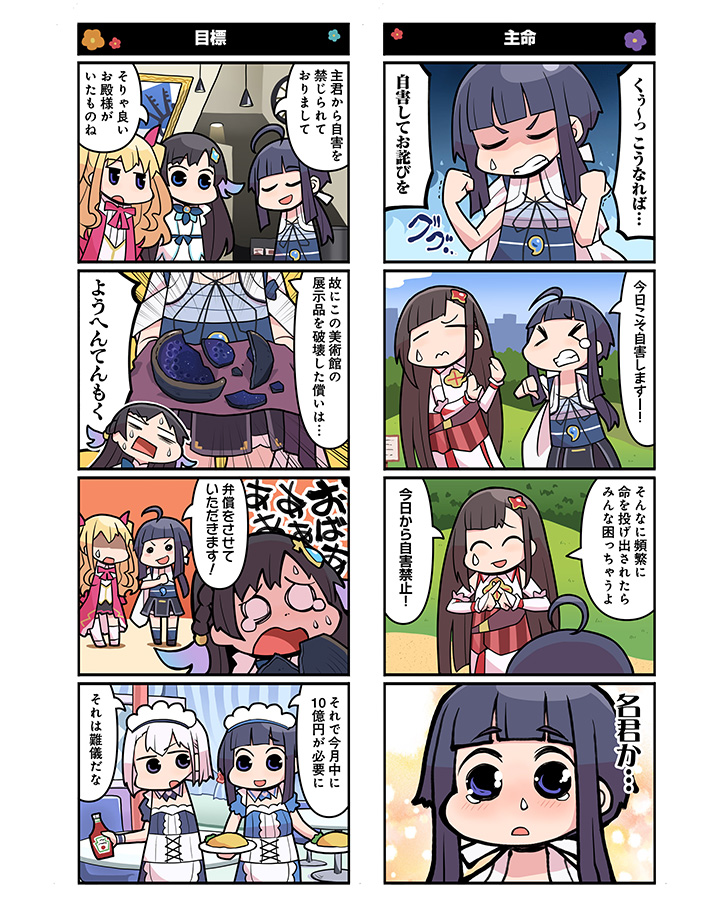 主命
くぅ〜っ こうなれば…
自害してお詫びを
グググ…
今日こそ自害します！！
そんなに頻繁に
命を投げ出されたら
みんな困っちゃうよ
今日から自害禁止！
名君か…
目標
主君から自害を
禁じられて
おりまして
そりゃ良い
お殿様が
いたものね
故にこの美術館の
展示品を破壊した償いは…
ようへんてんもく
弁償をさせて
いただきます！
それで今月中に
10億円が必要に
それは難儀だな